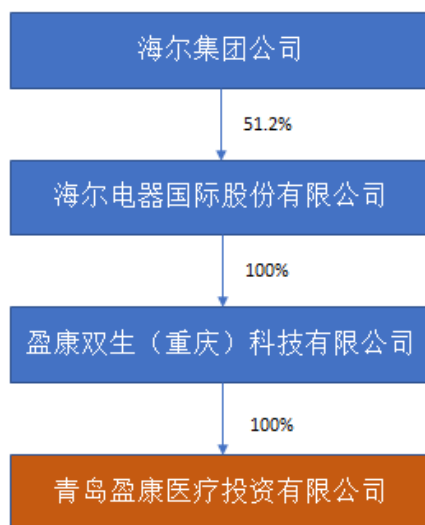 海尔集团公司
51.2%
海尔电器国际股份有限公司
100%
盈康双生（重庆）科技有限公司
100%
青岛盈康医疗投资有限公司